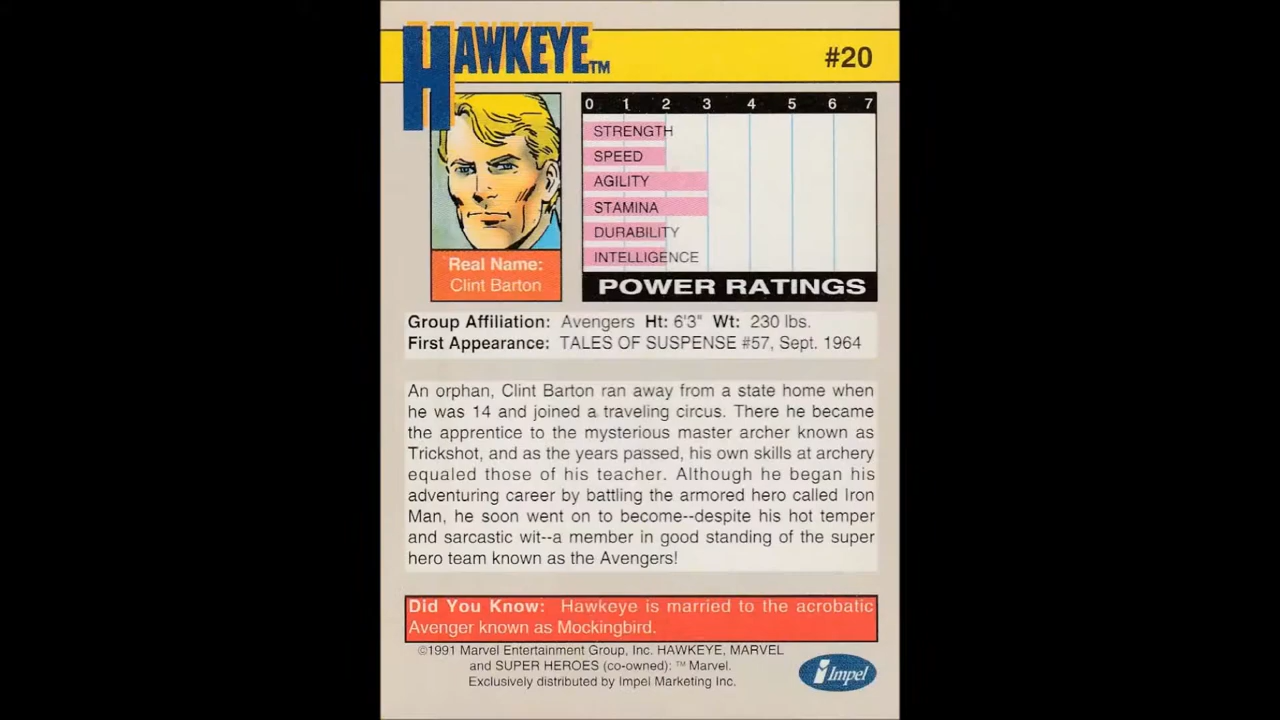 HAWKEYE™
#20
0 1 2 3 4 5 6 7
STRENGTH
SPEED
AGILITY
STAMINA
DURABILITY
INTELLIGENCE
POWER RATINGS
Real Name:
Clint Barton
Group Affiliation: Avengers Ht: 6'3" Wt: 230 lbs.
First Appearance: TALES OF SUSPENSE #57, Sept. 1964
An orphan, Clint Barton ran away from a state home when
he was 14 and joined a traveling circus. There he became
the apprentice to the mysterious master archer known as
Trickshot, and as the years passed, his own skills at archery
equaled those of his teacher. Although he began his
adventuring career by battling the armored hero called Iron
Man, he soon went on to become--despite his hot temper
and sarcastic wit--a member in good standing of the super
hero team known as the Avengers!
Did You Know: Hawkeye is married to the acrobatic
Avenger known as Mockingbird.
©1991 Marvel Entertainment Group, Inc. HAWKEYE, MARVEL
and SUPER HEROES (co-owned): ™ Marvel.
Exclusively distributed by Impel Marketing Inc.
Impel